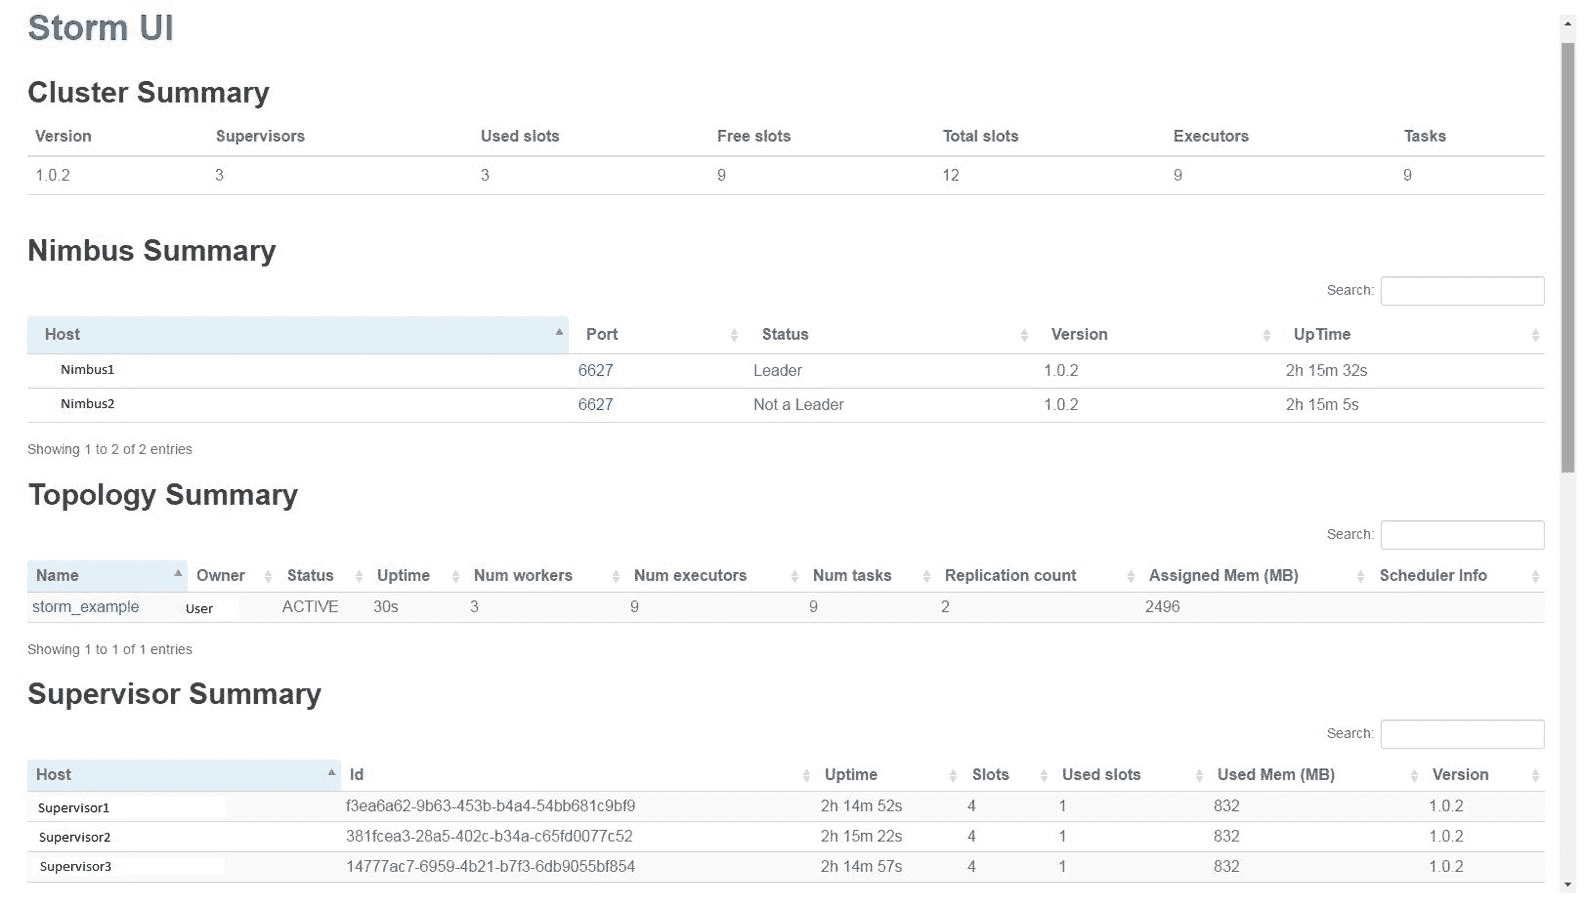 Storm UI
Cluster Summary
Version Supervisors Used slots Free slots Total slots Executors Tasks
1.0.2 3 3 9 12 9 9
Nimbus Summary
Search:
Host Port Status Version UpTime
Nimbus1 6627 Leader 1.0.2 2h 15m 32s
Nimbus2 6627 Not a Leader 1.0.2 2h 15m 5s
Showing 1 to 2 of 2 entries
Topology Summary
Search:
Name Owner Status Uptime Num workers Num executors Num tasks Replication count Assigned Mem (MB) Scheduler Info
storm_example User ACTIVE 30s 3 9 9 2 2496
Showing 1 to 1 of 1 entries
Supervisor Summary
Search:
Host Id Uptime Slots Used slots Used Mem (MB) Version
Supervisor1 f3ea6a62-9b63-453b-b4a4-54bb681c9bf9 2h 14m 52s 4 1 832 1.0.2
Supervisor2 381fcea3-28a5-402c-b34a-c65fd0077c52 2h 15m 22s 4 1 832 1.0.2
Supervisor3 14777ac7-6959-4b21-b7f3-6db9055bf854 2h 14m 57s 4 1 832 1.0.2